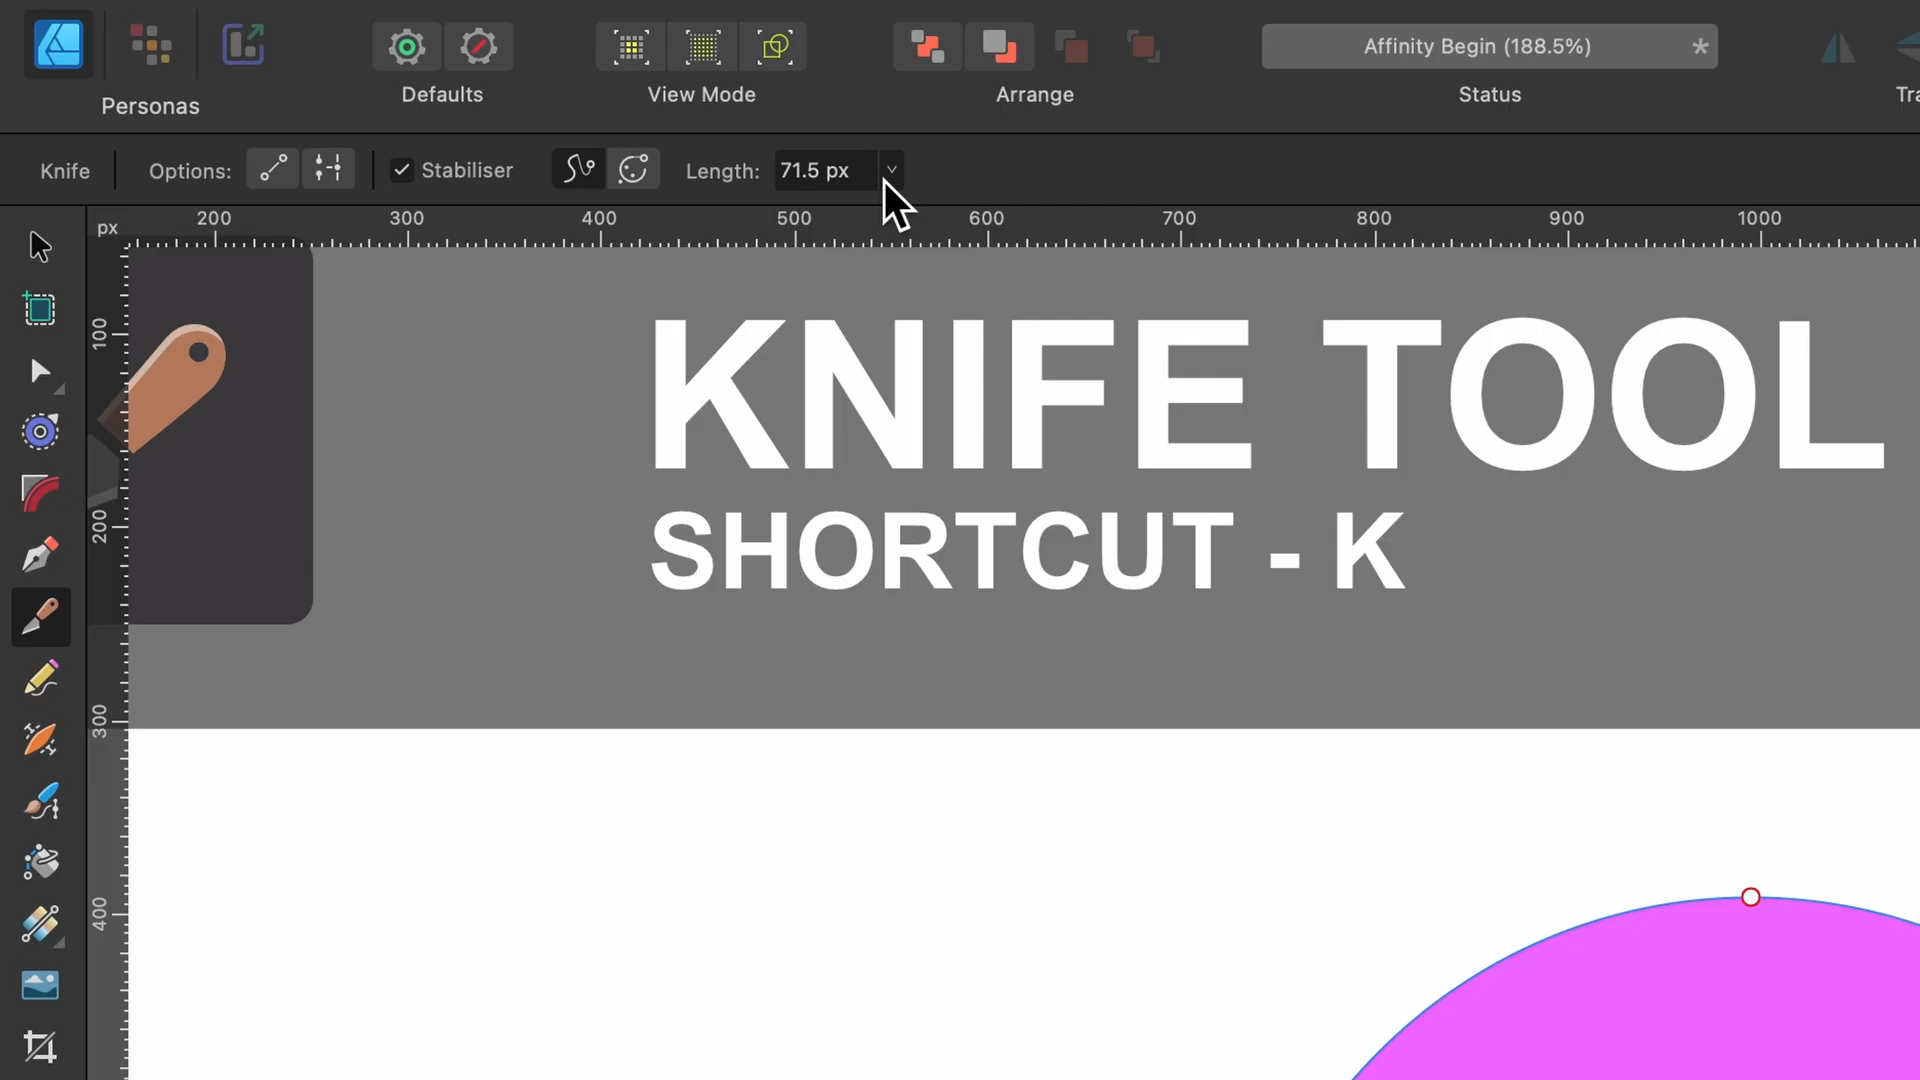 Affinity Begin (188.5%) *
Personas
Defaults
View Mode
Arrange
Status
Tra
Knife
Options:
Stabiliser
Length:
71.5 px
px
200
300
400
500
600
700
800
900
1000
100
200
300
400
KNIFE TOOL
SHORTCUT - K